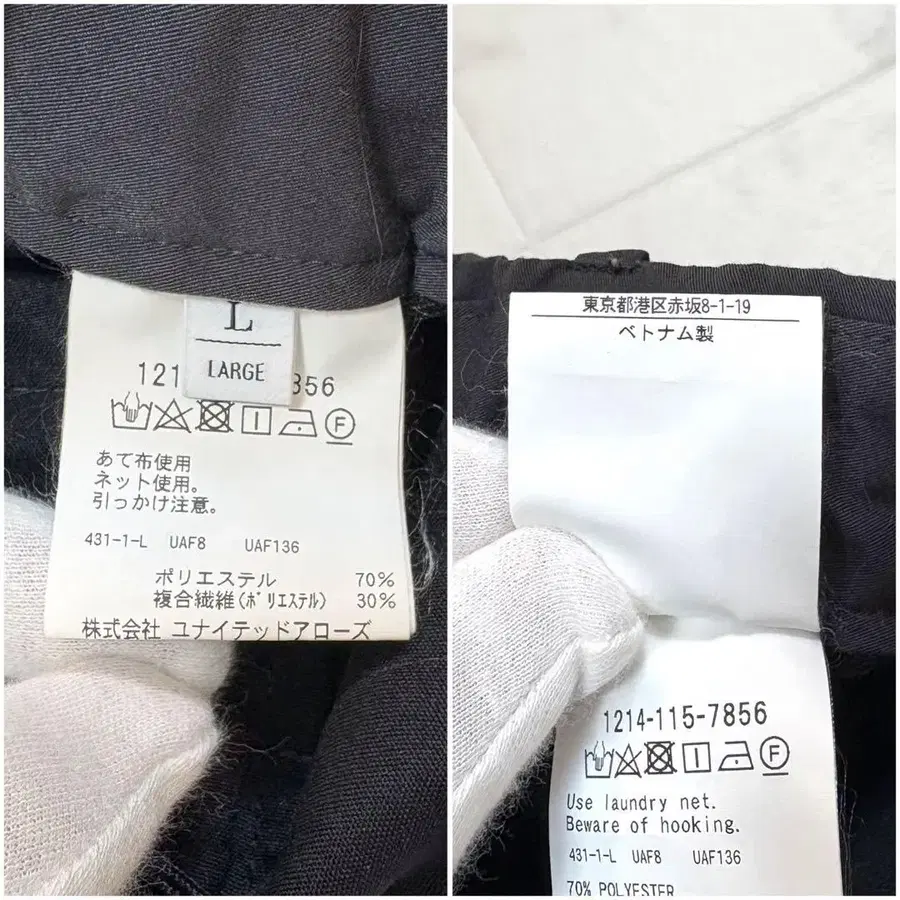 L
LARGE
121 856
あて布使用
ネット使用。
引っかけ注意。
431-1-L UAF8 UAF136
ポリエステル 70%
複合繊維(ポリエステル) 30%
株式会社 ユナイテッドアローズ
東京都港区赤坂8-1-19
ベトナム製
1214-115-7856
F
Use laundry net.
Beware of hooking.
431-1-L UAF8 UAF136
70% POLYESTER